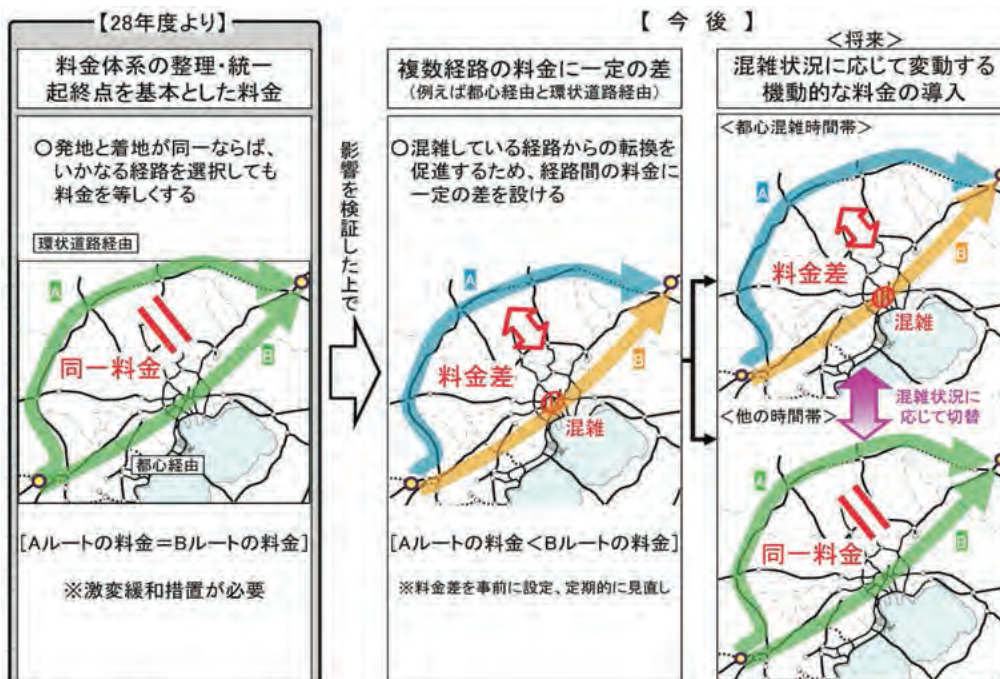 【28年度より】
料金体系の整理・統一
起終点を基本とした料金
○発地と着地が同一ならば、
いかなる経路を選択しても
料金を等しくする
環状道路経由
A
同一料金
B
都心経由
[Aルートの料金＝Bルートの料金]
※激変緩和措置が必要
影響を検証した上で
【 今 後 】
複数経路の料金に一定の差
(例えば都心経由と環状道路経由)
○混雑している経路からの転換を
促進するため、経路間の料金に
一定の差を設ける
A
料金差
B
混雑
[Aルートの料金＜Bルートの料金]
※料金差を事前に設定、定期的に見直し
＜将来＞
混雑状況に応じて変動する
機動的な料金の導入
＜都心混雑時間帯＞
A
料金差
B
混雑
混雑状況に
応じて切替
＜他の時間帯＞
A
同一料金
B